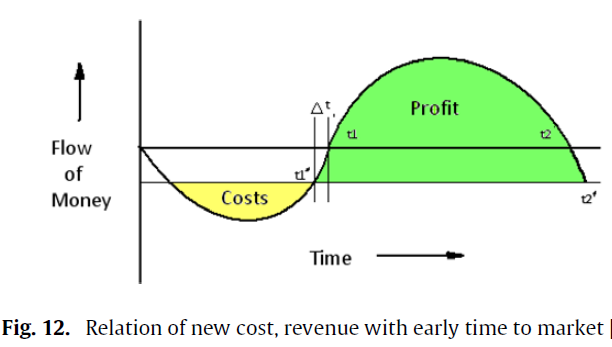 Δt
Profit
t1
t2
Flow
of
Money
t1'
Costs
t2'
Time
Fig. 12. Relation of new cost, revenue with early time to market [